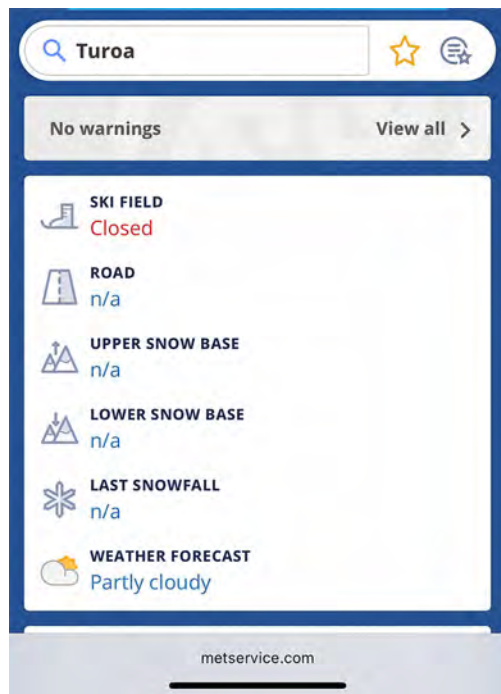 Turoa
No warnings View all
SKI FIELD
Closed
ROAD
n/a
UPPER SNOW BASE
n/a
LOWER SNOW BASE
n/a
LAST SNOWFALL
n/a
WEATHER FORECAST
Partly cloudy
metservice.com